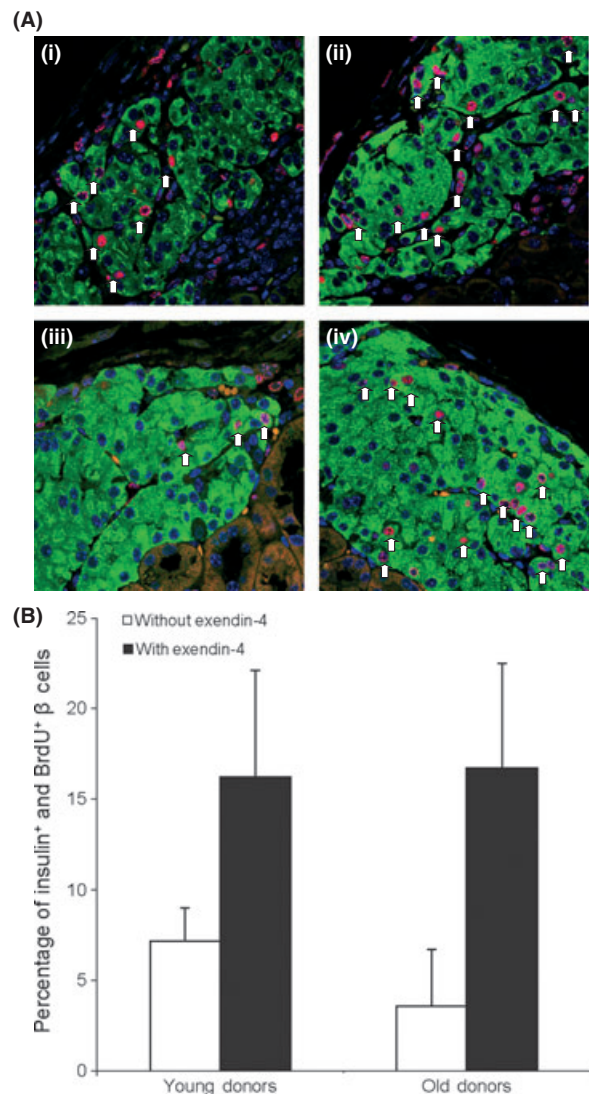 (A)
(i) (ii)
(iii) (iv)
(B)
25
20
15
10
5
0
Percentage of insulin⁺ and BrdU⁺ β cells
Without exendin-4
With exendin-4
Young donors Old donors